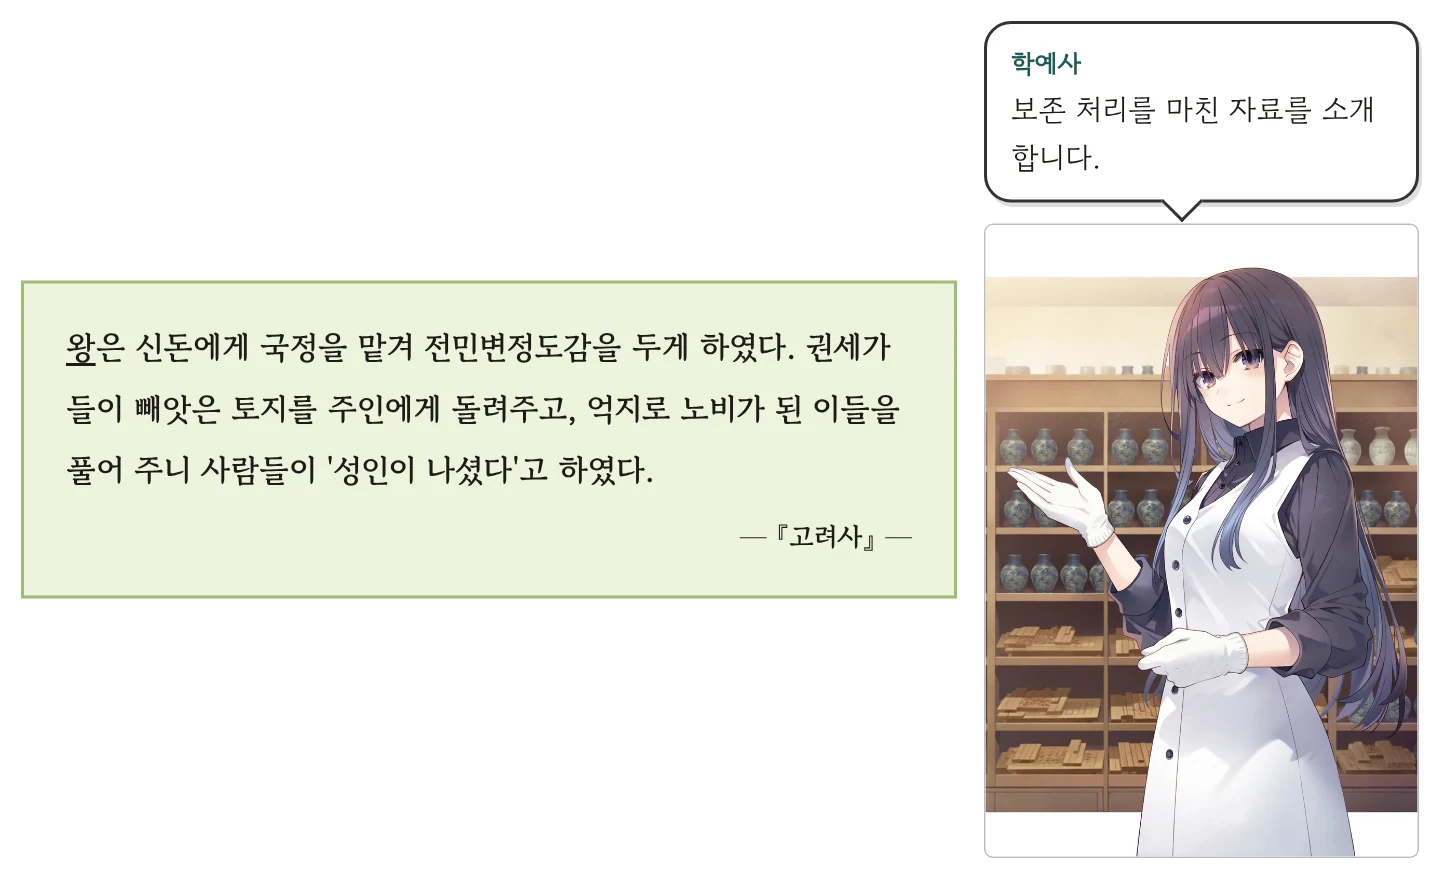 학예사
보존 처리를 마친 자료를 소개
합니다.
왕은 신돈에게 국정을 맡겨 전민변정도감을 두게 하였다. 권세가
들이 빼앗은 토지를 주인에게 돌려주고, 억지로 노비가 된 이들을
풀어 주니 사람들이 '성인이 나셨다'고 하였다.
― 『고려사』 ―